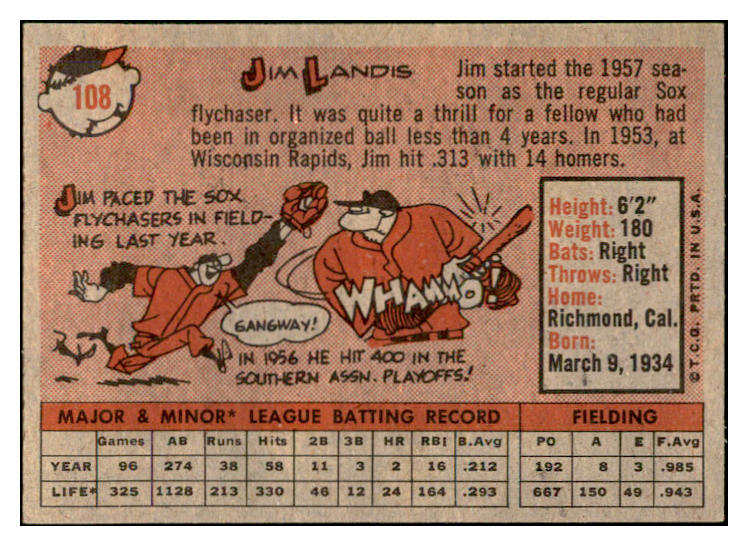 108
JIM LANDIS
Jim started the 1957 sea-
son as the regular Sox
flychaser. It was quite a thrill for a fellow who had
been in organized ball less than 4 years. In 1953, at
Wisconsin Rapids, Jim hit .313 with 14 homers.
JIM PACED THE SOX
FLYCHASERS IN FIELD-
ING LAST YEAR.
GANGWAY!
WHAMMO!
IN 1956 HE HIT 400 IN THE
SOUTHERN ASSN. PLAYOFFS!
Height: 6'2"
Weight: 180
Bats: Right
Throws: Right
Home:
Richmond, Cal.
Born:
March 9, 1934
© T.C.G. PRTD. IN U.S.A.
MAJOR & MINOR* LEAGUE BATTING RECORD FIELDING
Games AB Runs Hits 2B 3B HR RBI B.Avg PO A E F.Avg
YEAR 96 274 38 58 11 3 2 16 .212 192 8 3 .985
LIFE* 325 1128 213 330 46 12 24 164 .293 667 150 49 .943